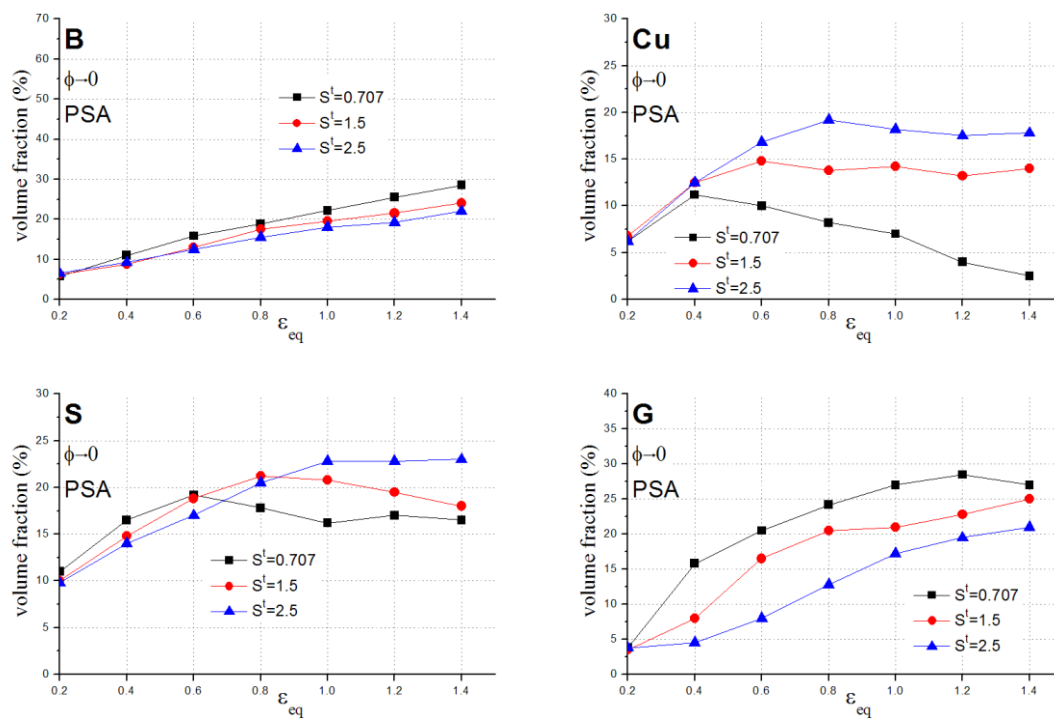 B
ϕ→0
PSA
volume fraction (%)
70
60
50
40
30
20
10
0
S^t=0.707
S^t=1.5
S^t=2.5
0.2 0.4 0.6 0.8 1.0 1.2 1.4
ε_eq
Cu
ϕ→0
PSA
volume fraction (%)
30
25
20
15
10
5
0
S^t=0.707
S^t=1.5
S^t=2.5
0.2 0.4 0.6 0.8 1.0 1.2 1.4
ε_eq
S
ϕ→0
PSA
volume fraction (%)
30
25
20
15
10
5
0
S^t=0.707
S^t=1.5
S^t=2.5
0.2 0.4 0.6 0.8 1.0 1.2 1.4
ε_eq
G
ϕ→0
PSA
volume fraction (%)
40
35
30
25
20
15
10
5
0
S^t=0.707
S^t=1.5
S^t=2.5
0.2 0.4 0.6 0.8 1.0 1.2 1.4
ε_eq